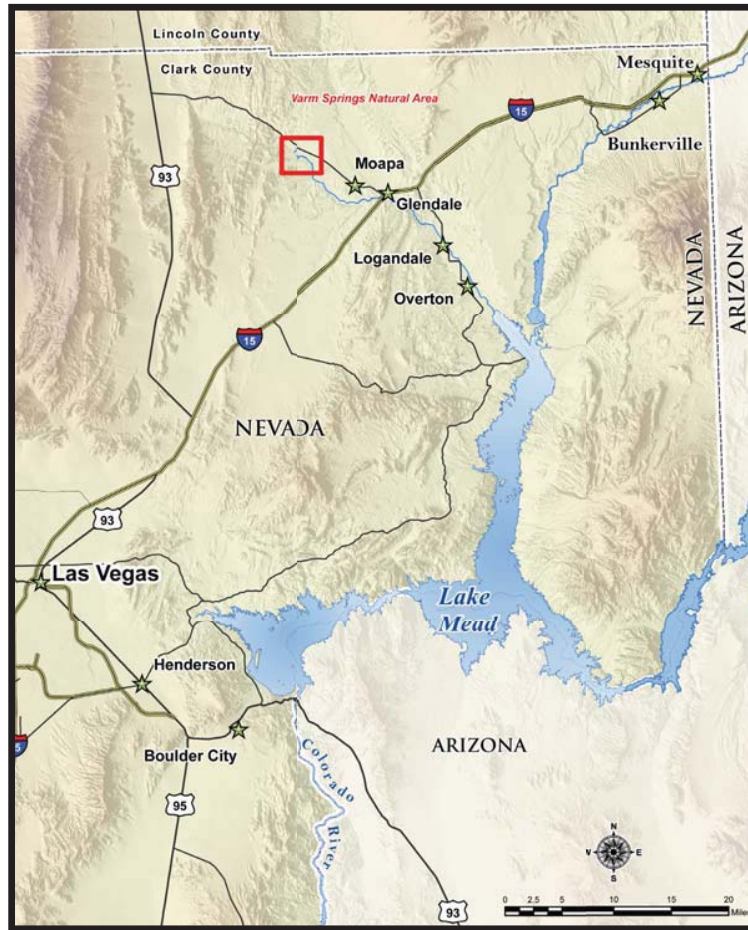 Lincoln County
Clark County
Mesquite
Varm Springs Natural Area
15
Bunkerville
93
Moapa
Glendale
Logandale
NEVADA
ARIZONA
Overton
15
NEVADA
93
Las Vegas
Lake
Mead
Henderson
Boulder City
ARIZONA
Colorado
River
5
95
93
N
E
S
0 2.5 5 10 15 20
Miles